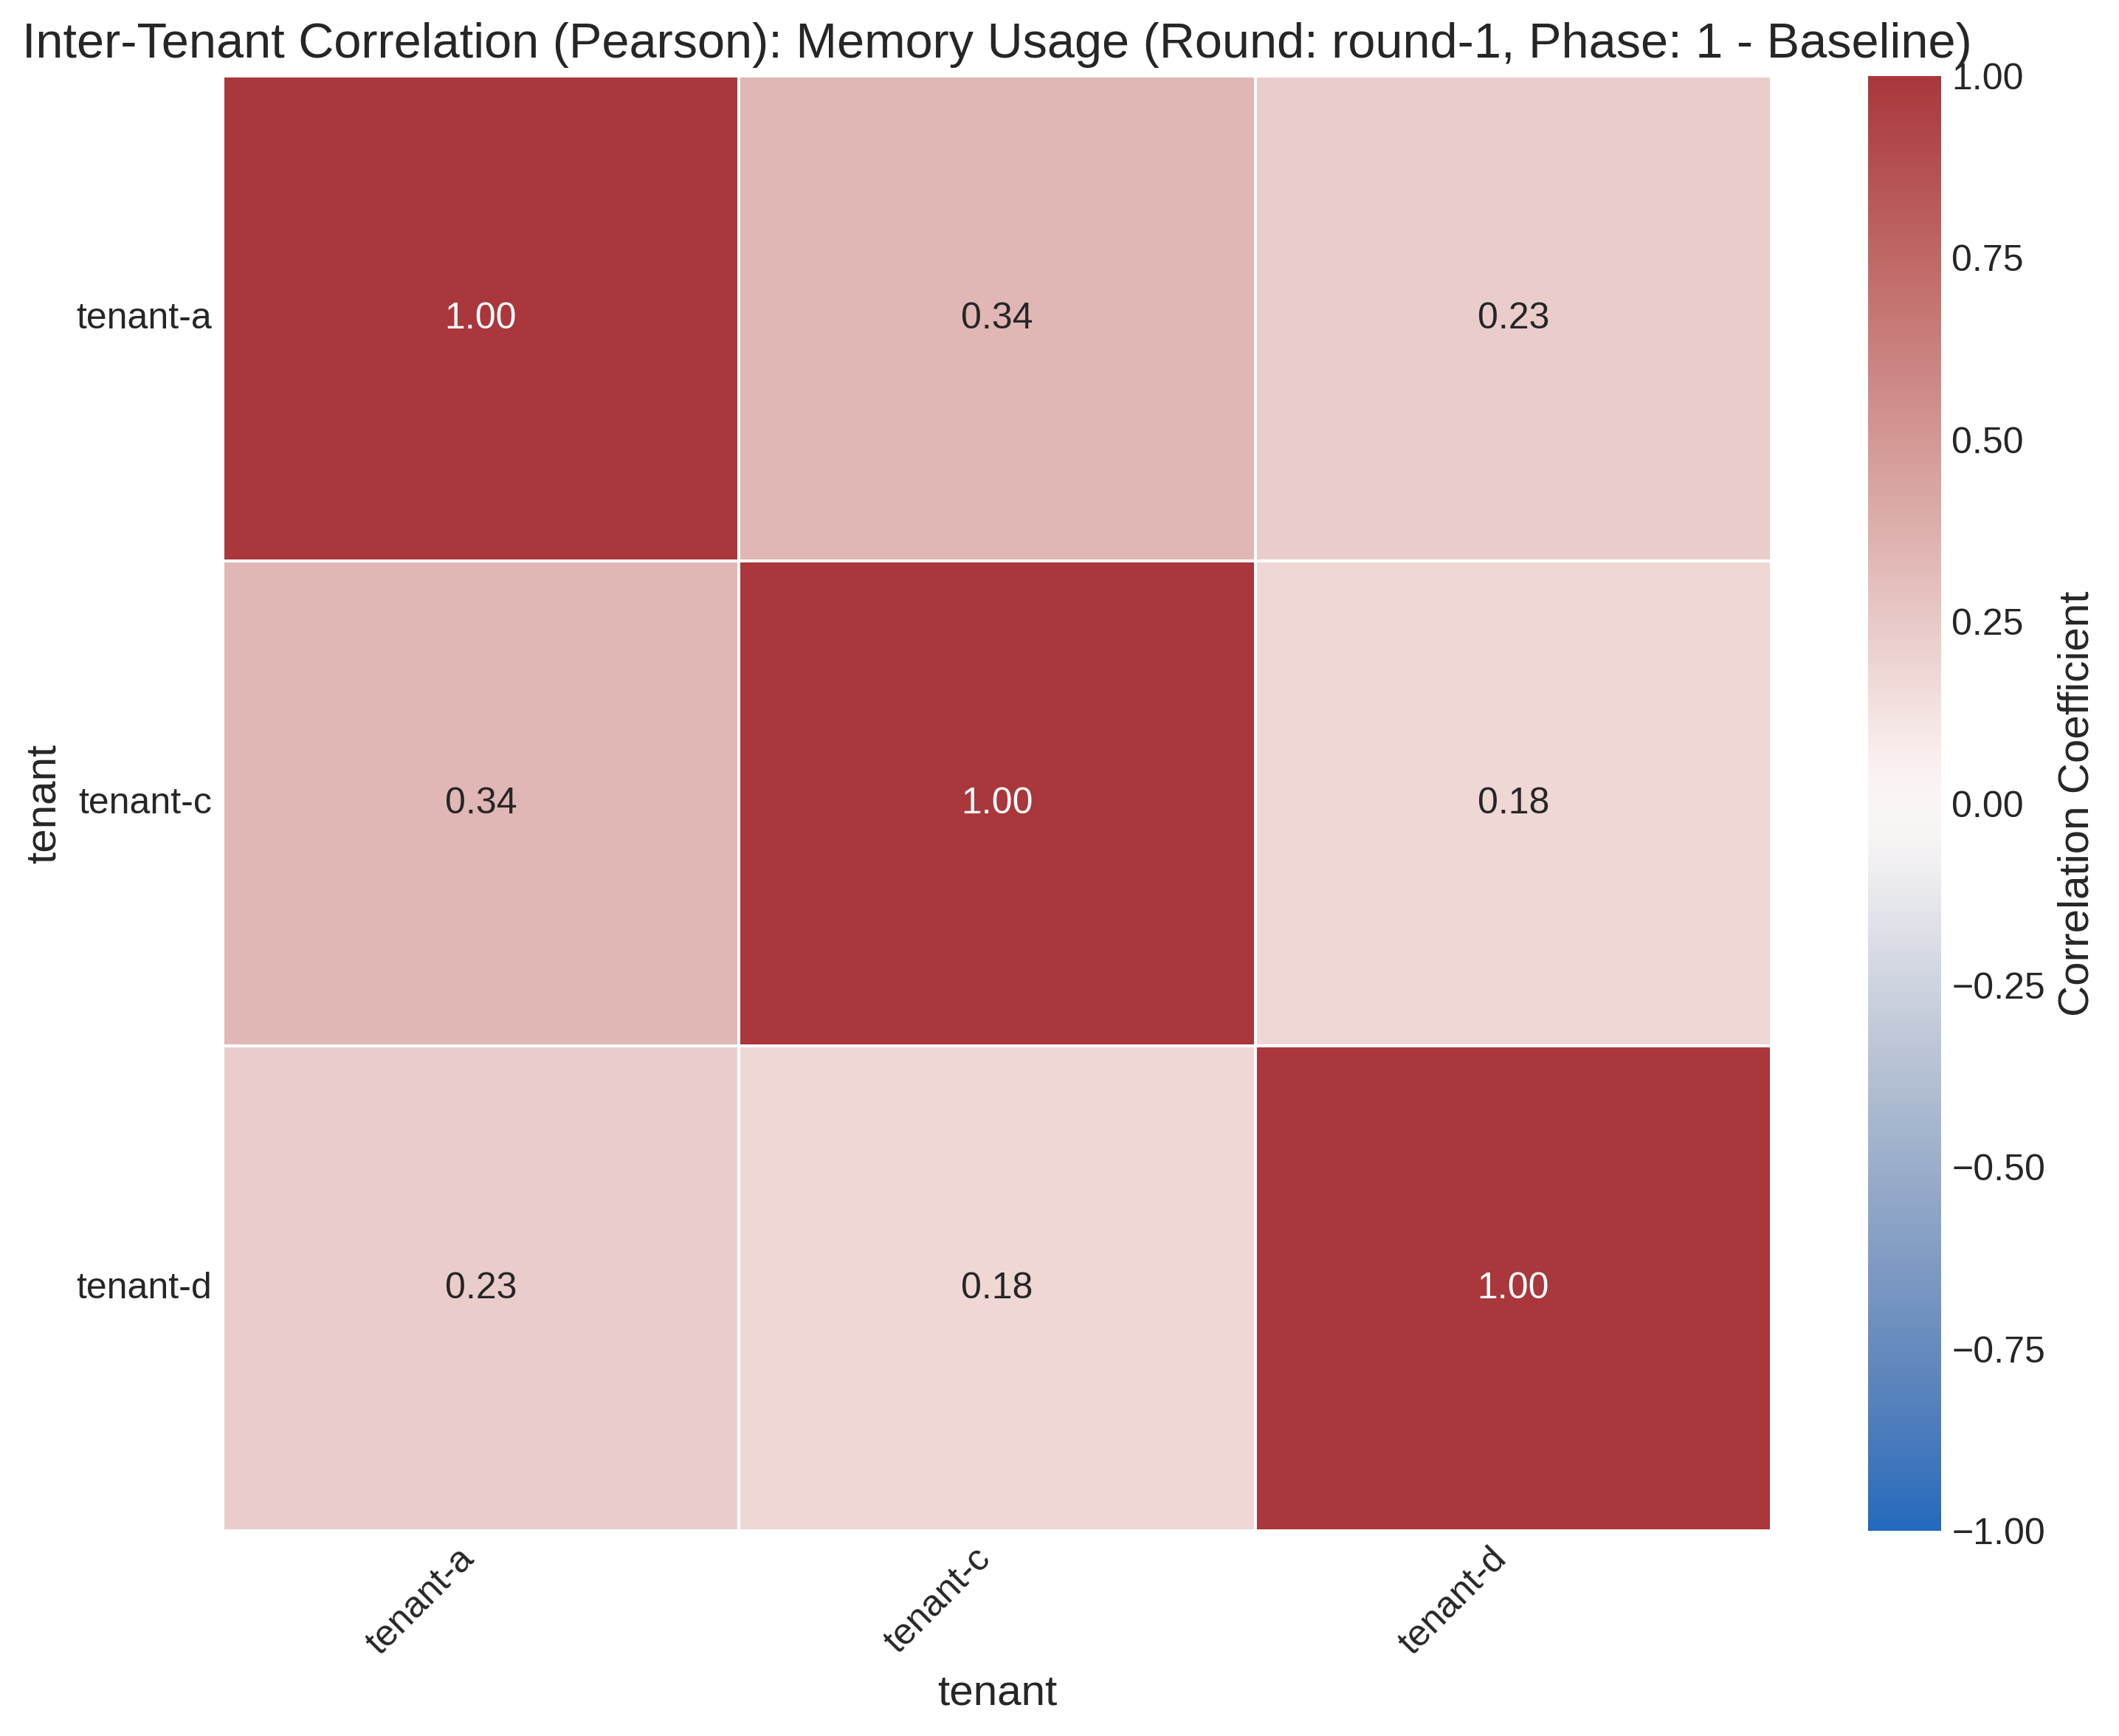 Inter-Tenant Correlation (Pearson): Memory Usage (Round: round-1, Phase: 1 - Baseline)
tenant-a
1.00
0.34
0.23
tenant-c
0.34
1.00
0.18
tenant-d
0.23
0.18
1.00
tenant
tenant-a
tenant-c
tenant-d
tenant
1.00
0.75
0.50
0.25
0.00
−0.25
−0.50
−0.75
−1.00
Correlation Coefficient